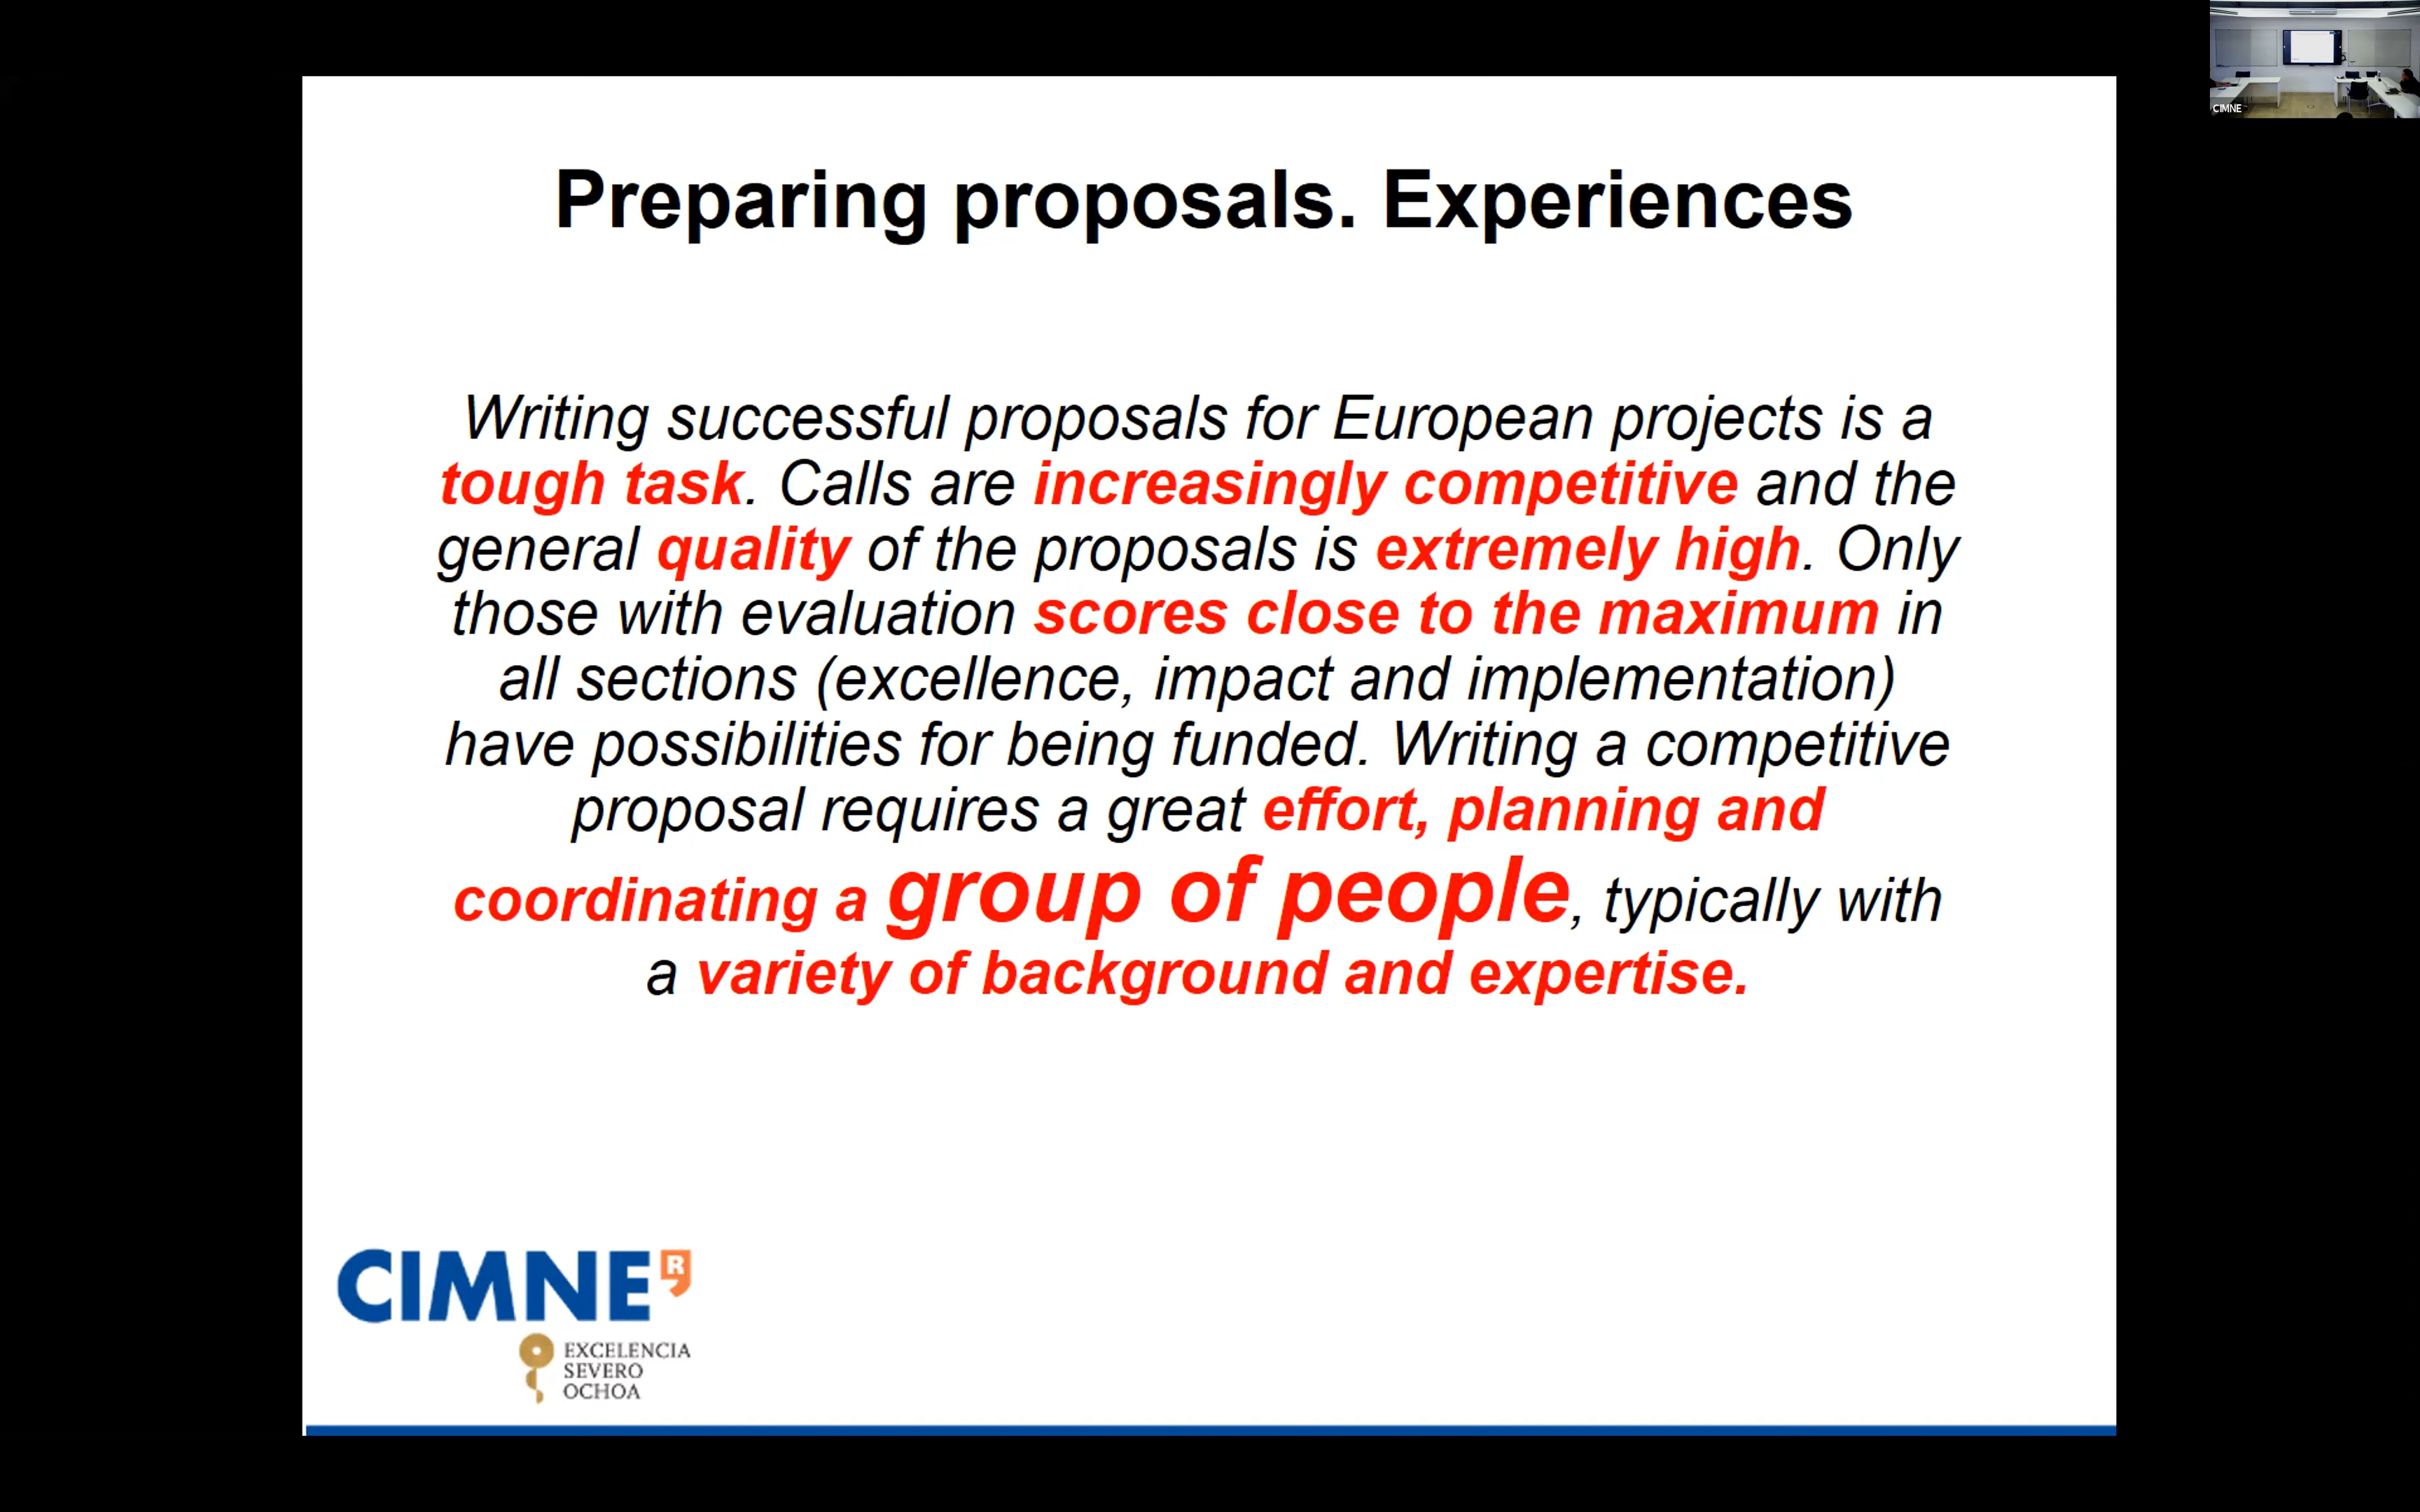 CIMNE
Preparing proposals. Experiences
Writing successful proposals for European projects is a
tough task. Calls are increasingly competitive and the
general quality of the proposals is extremely high. Only
those with evaluation scores close to the maximum in
all sections (excellence, impact and implementation)
have possibilities for being funded. Writing a competitive
proposal requires a great effort, planning and
coordinating a group of people, typically with
a variety of background and expertise.
CIMNE R
EXCELENCIA
SEVERO
OCHOA